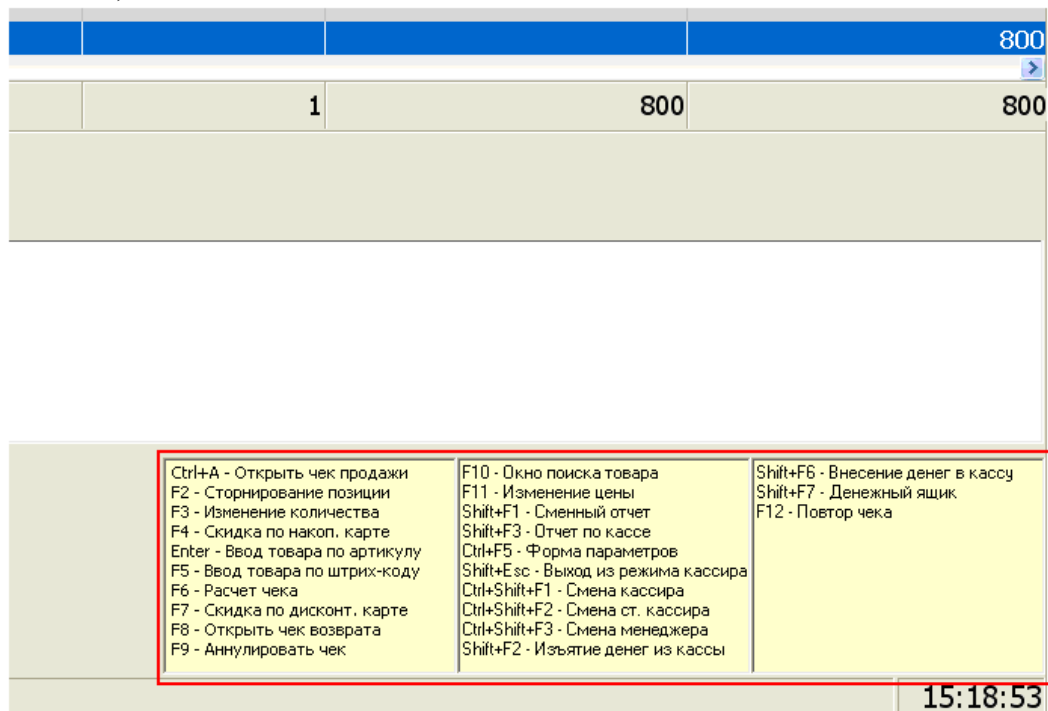 800
1 800 800
Ctrl+A - Открыть чек продажи
F2 - Сторнирование позиции
F3 - Изменение количества
F4 - Скидка по накоп. карте
Enter - Ввод товара по артикулу
F5 - Ввод товара по штрих-коду
F6 - Расчет чека
F7 - Скидка по дисконт. карте
F8 - Открыть чек возврата
F9 - Аннулировать чек
F10 - Окно поиска товара
F11 - Изменение цены
Shift+F1 - Сменный отчет
Shift+F3 - Отчет по кассе
Ctrl+F5 - Форма параметров
Shift+Esc - Выход из режима кассира
Ctrl+Shift+F1 - Смена кассира
Ctrl+Shift+F2 - Смена ст. кассира
Ctrl+Shift+F3 - Смена менеджера
Shift+F2 - Изъятие денег из кассы
Shift+F6 - Внесение денег в кассу
Shift+F7 - Денежный ящик
F12 - Повтор чека
15:18:53